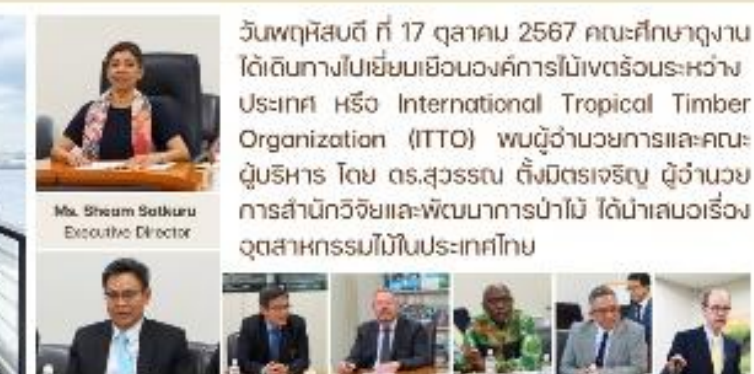 วันพฤหัสบดี ที่ 17 ตุลาคม 2567 คณะศึกษาดูงาน
ได้เดินทางไปเยี่ยมเยือนองค์การไม้เขตร้อนระหว่าง
ประเทศ หรือ International Tropical Timber
Organization (ITTO) พบผู้อำนวยการและคณะ
ผู้บริหาร โดย ดร.สุวรรณ ตั้งมิตรเจริญ ผู้อำนวย
การสำนักวิจัยและพัฒนาการป่าไม้ ได้นำเสนอเรื่อง
อุตสาหกรรมไม้ในประเทศไทย
Ms. Sheam Satkuru
Executive Director